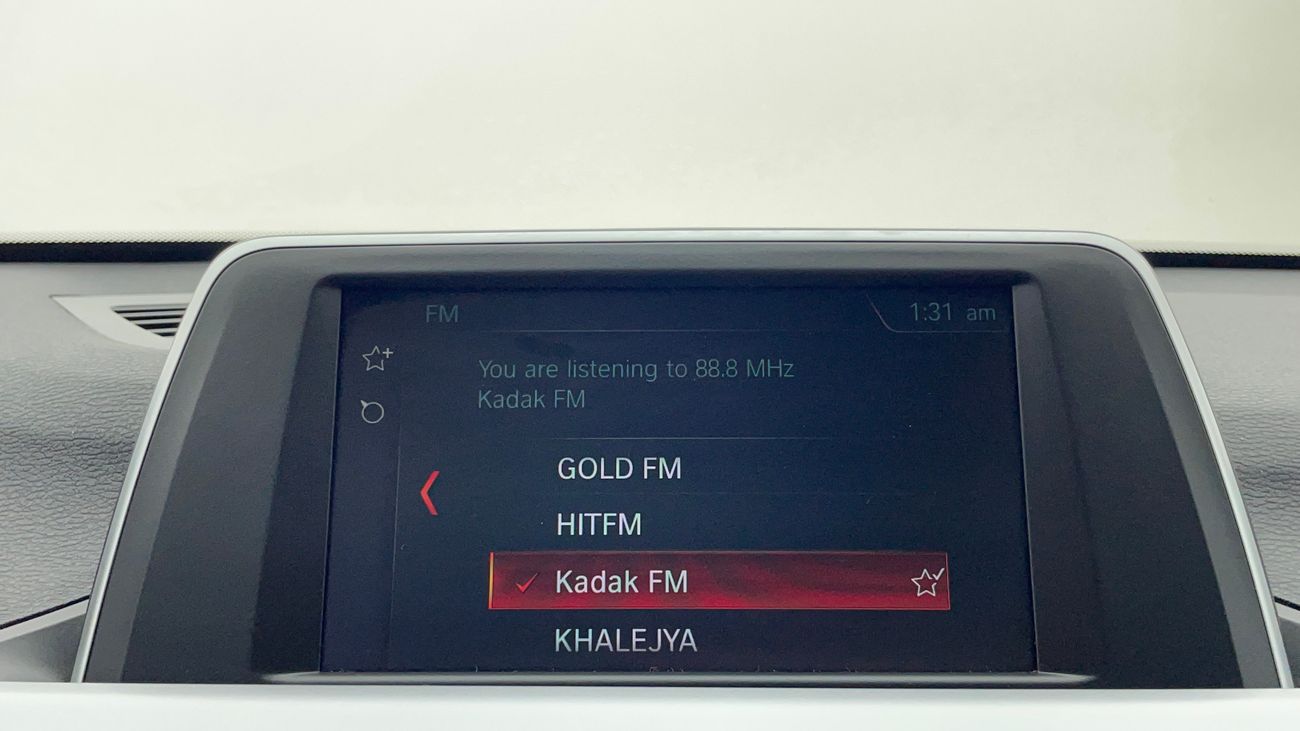 FM
1:31 am
You are listening to 88.8 MHz
Kadak FM
GOLD FM
HITFM
Kadak FM
KHALEJYA